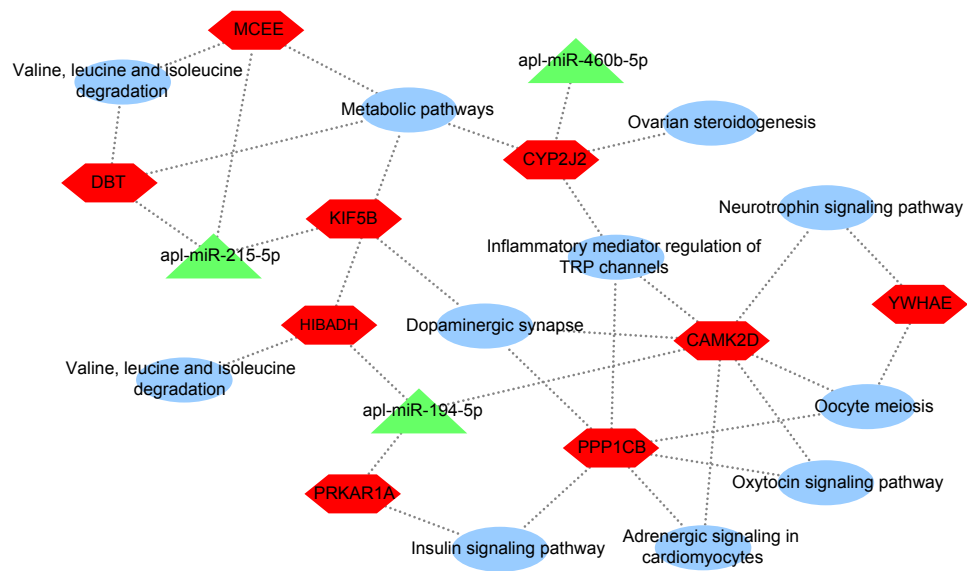 MCEE
apl-miR-460b-5p
Valine, leucine and isoleucine
degradation
Metabolic pathways
Ovarian steroidogenesis
CYP2J2
DBT
KIF5B
Neurotrophin signaling pathway
apl-miR-215-5p
Inflammatory mediator regulation of
TRP channels
YWHAE
HIBADH
Dopaminergic synapse
CAMK2D
Valine, leucine and isoleucine
degradation
apl-miR-194-5p
Oocyte meiosis
PPP1CB
PRKAR1A
Oxytocin signaling pathway
Insulin signaling pathway
Adrenergic signaling in
cardiomyocytes